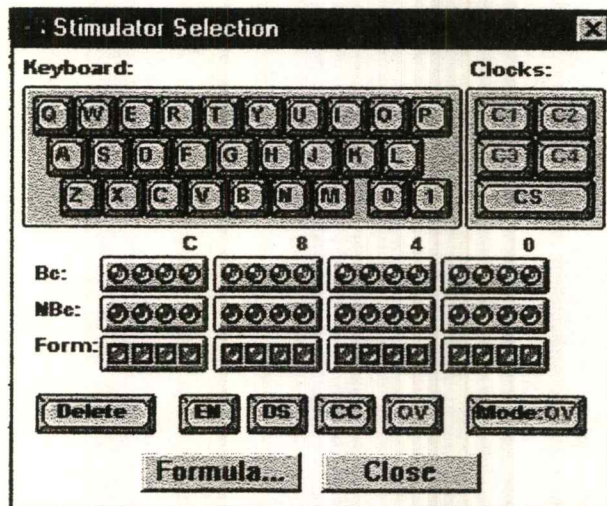 Stimulator Selection
Keyboard: Clocks:
Q W E R T Y U I O P C1 C2
A S D F G H J K L C3 C4
Z X C V B N M 0 1 CS
C 8 4 0
Bc:
NBc:
Form:
Delete EN DS CC OV Mode:OV
Formula... Close